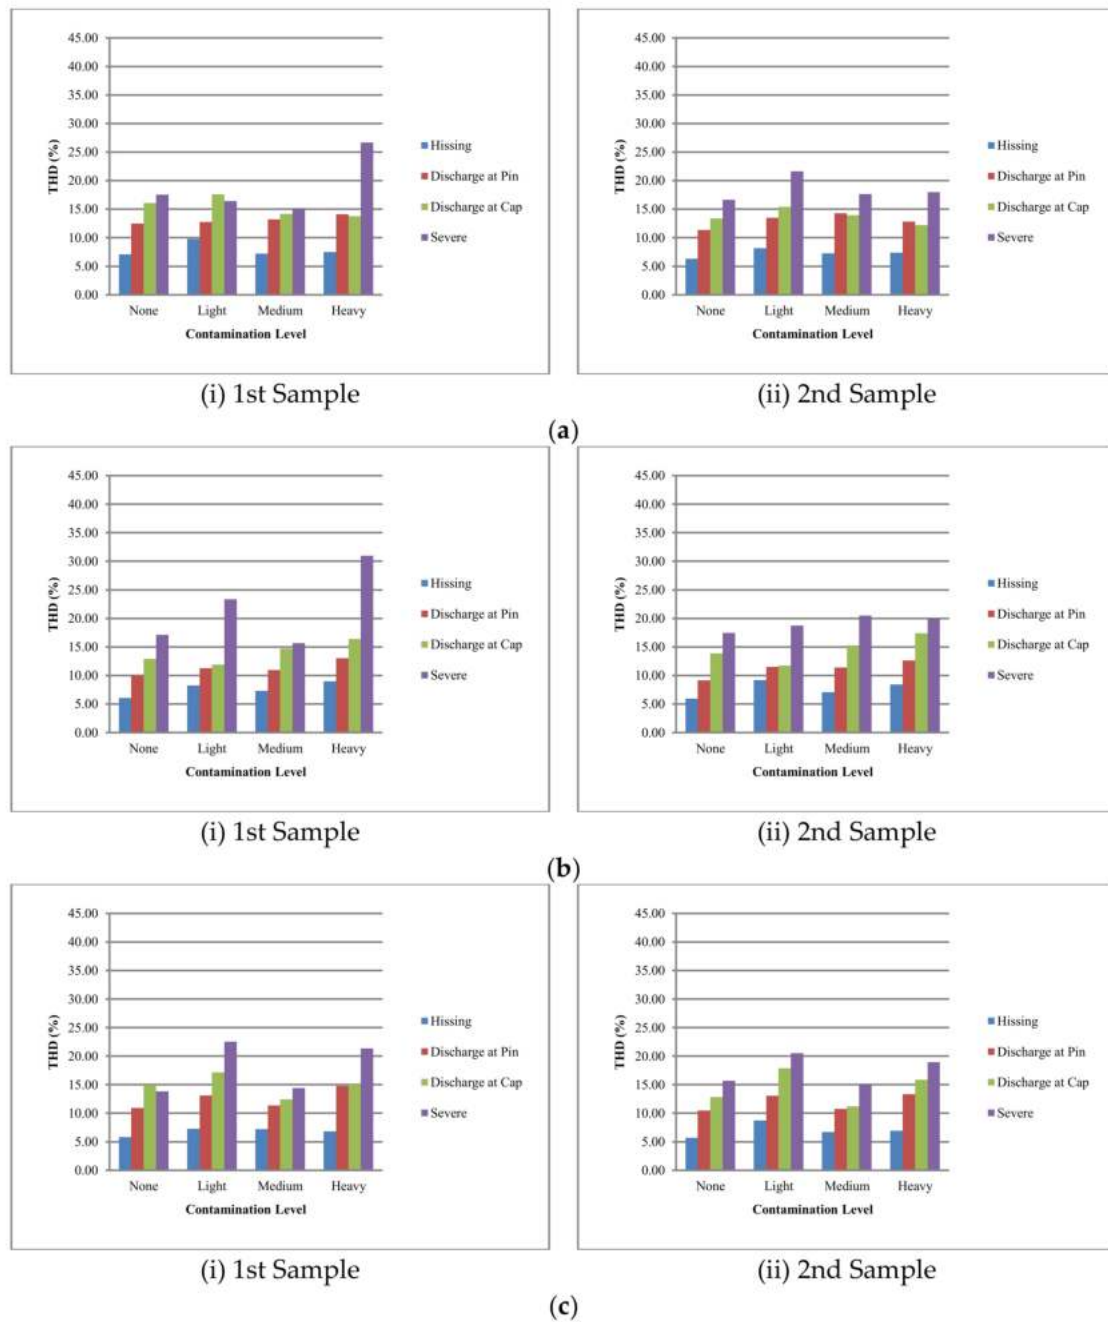 45.00
40.00
35.00
30.00
25.00
20.00
15.00
10.00
5.00
0.00
THD (%)
None Light Medium Heavy
Contamination Level
Hissing
Discharge at Pin
Discharge at Cap
Severe
(i) 1st Sample
45.00
40.00
35.00
30.00
25.00
20.00
15.00
10.00
5.00
0.00
THD (%)
None Light Medium Heavy
Contamination Level
Hissing
Discharge at Pin
Discharge at Cap
Severe
(ii) 2nd Sample
(a)
45.00
40.00
35.00
30.00
25.00
20.00
15.00
10.00
5.00
0.00
THD (%)
None Light Medium Heavy
Contamination Level
Hissing
Discharge at Pin
Discharge at Cap
Severe
(i) 1st Sample
45.00
40.00
35.00
30.00
25.00
20.00
15.00
10.00
5.00
0.00
THD (%)
None Light Medium Heavy
Contamination Level
Hissing
Discharge at Pin
Discharge at Cap
Severe
(ii) 2nd Sample
(b)
45.00
40.00
35.00
30.00
25.00
20.00
15.00
10.00
5.00
0.00
THD (%)
None Light Medium Heavy
Contamination Level
Hissing
Discharge at Pin
Discharge at Cap
Severe
(i) 1st Sample
45.00
40.00
35.00
30.00
25.00
20.00
15.00
10.00
5.00
0.00
THD (%)
None Light Medium Heavy
Contamination Level
Hissing
Discharge at Pin
Discharge at Cap
Severe
(ii) 2nd Sample
(c)